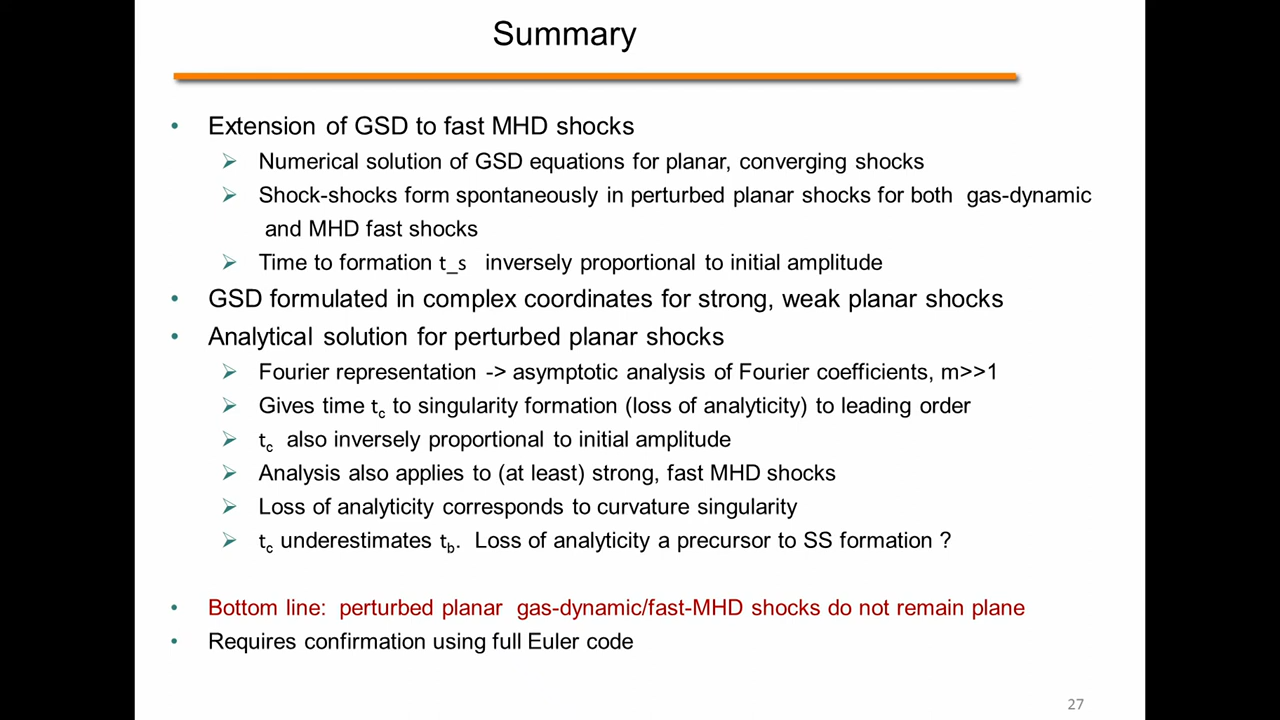 Summary
• Extension of GSD to fast MHD shocks
➢ Numerical solution of GSD equations for planar, converging shocks
➢ Shock-shocks form spontaneously in perturbed planar shocks for both gas-dynamic
and MHD fast shocks
➢ Time to formation t_s inversely proportional to initial amplitude
• GSD formulated in complex coordinates for strong, weak planar shocks
• Analytical solution for perturbed planar shocks
➢ Fourier representation -> asymptotic analysis of Fourier coefficients, m>>1
➢ Gives time tc to singularity formation (loss of analyticity) to leading order
➢ tc also inversely proportional to initial amplitude
➢ Analysis also applies to (at least) strong, fast MHD shocks
➢ Loss of analyticity corresponds to curvature singularity
➢ tc underestimates tb. Loss of analyticity a precursor to SS formation ?
• Bottom line: perturbed planar gas-dynamic/fast-MHD shocks do not remain plane
• Requires confirmation using full Euler code
27